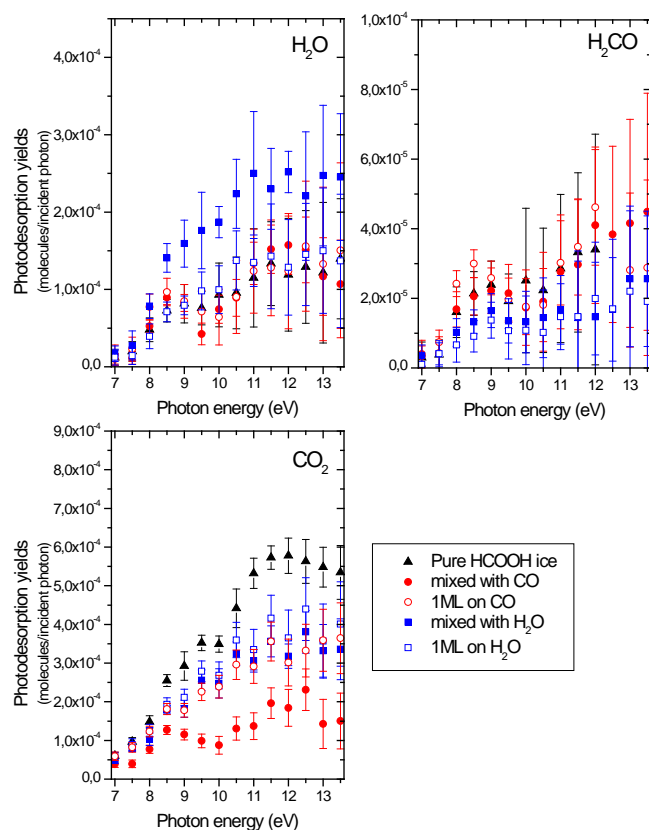 H₂O
4,0x10⁻⁴
3,0x10⁻⁴
2,0x10⁻⁴
1,0x10⁻⁴
0,0
Photodesorption yields
(molecules/incident photon)
7 8 9 10 11 12 13
Photon energy (eV)
H₂CO
1,0x10⁻⁴
8,0x10⁻⁵
6,0x10⁻⁵
4,0x10⁻⁵
2,0x10⁻⁵
0,0
7 8 9 10 11 12 13
Photon energy (eV)
CO₂
9,0x10⁻⁴
8,0x10⁻⁴
7,0x10⁻⁴
6,0x10⁻⁴
5,0x10⁻⁴
4,0x10⁻⁴
3,0x10⁻⁴
2,0x10⁻⁴
1,0x10⁻⁴
0,0
Photodesorption yields
(molecules/incident photon)
7 8 9 10 11 12 13
Photon energy (eV)
Pure HCOOH ice
mixed with CO
1ML on CO
mixed with H₂O
1ML on H₂O